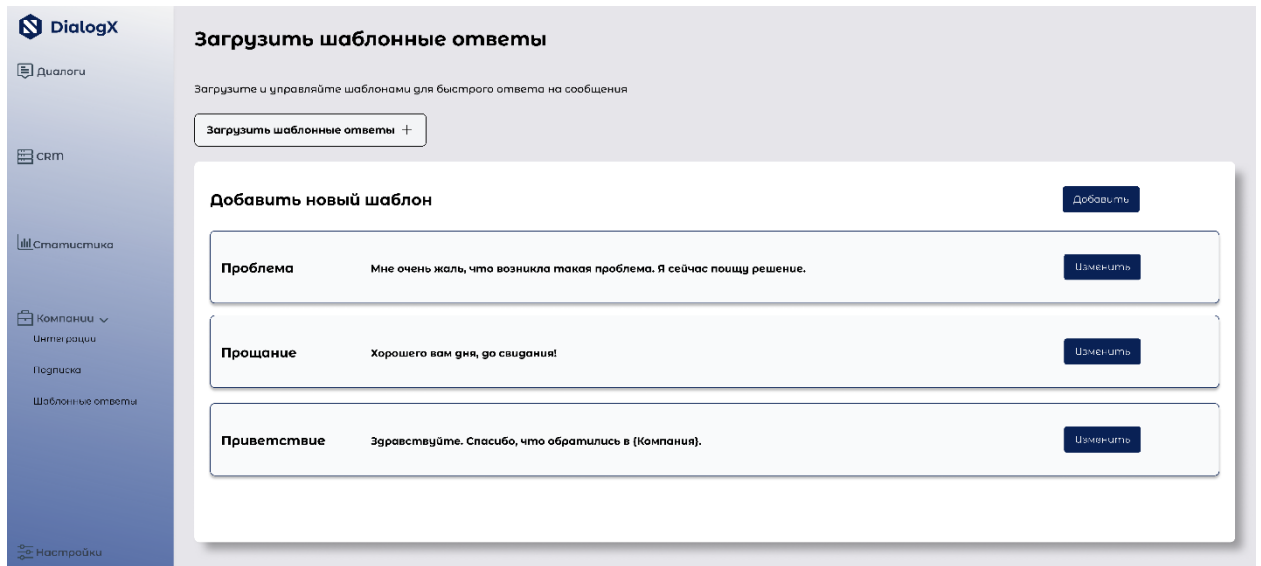 DialogX
Диалоги
CRM
Статистика
Компании
Интеграции
Подписка
Шаблонные ответы
Настройки
Загрузить шаблонные ответы
Загрузите и управляйте шаблонами для быстрого ответа на сообщения
Загрузить шаблонные ответы +
Добавить новый шаблон
Добавить
Проблема
Мне очень жаль, что возникла такая проблема. Я сейчас поищу решение.
Изменить
Прощание
Хорошего вам дня, до свидания!
Изменить
Приветствие
Здравствуйте. Спасибо, что обратились в {Компания}.
Изменить